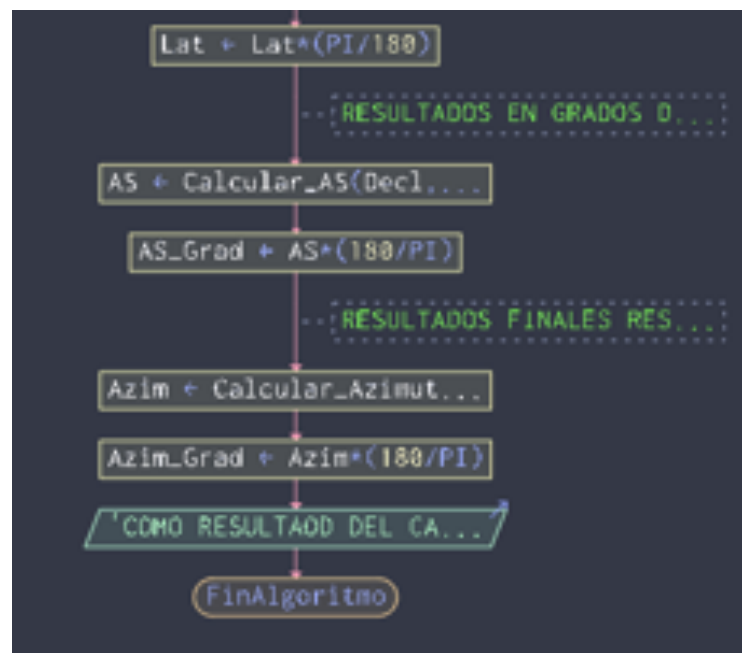 Lat ← Lat*(PI/180)
RESULTADOS EN GRADOS D...
AS ← Calcular_AS(Decl,...
AS_Grad ← AS*(180/PI)
RESULTADOS FINALES RES...
Azim ← Calcular_Azimut...
Azim_Grad ← Azim*(180/PI)
'COMO RESULTAOD DEL CA...
FinAlgoritmo